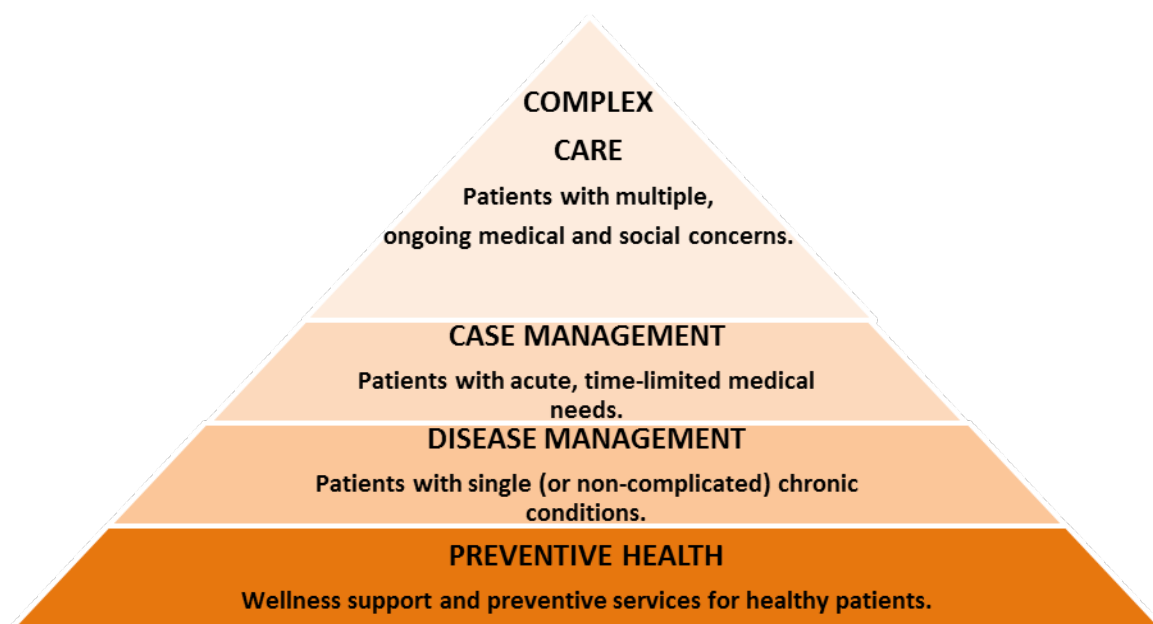 COMPLEX
CARE
Patients with multiple,
ongoing medical and social concerns.
CASE MANAGEMENT
Patients with acute, time-limited medical
needs.
DISEASE MANAGEMENT
Patients with single (or non-complicated) chronic
conditions.
PREVENTIVE HEALTH
Wellness support and preventive services for healthy patients.